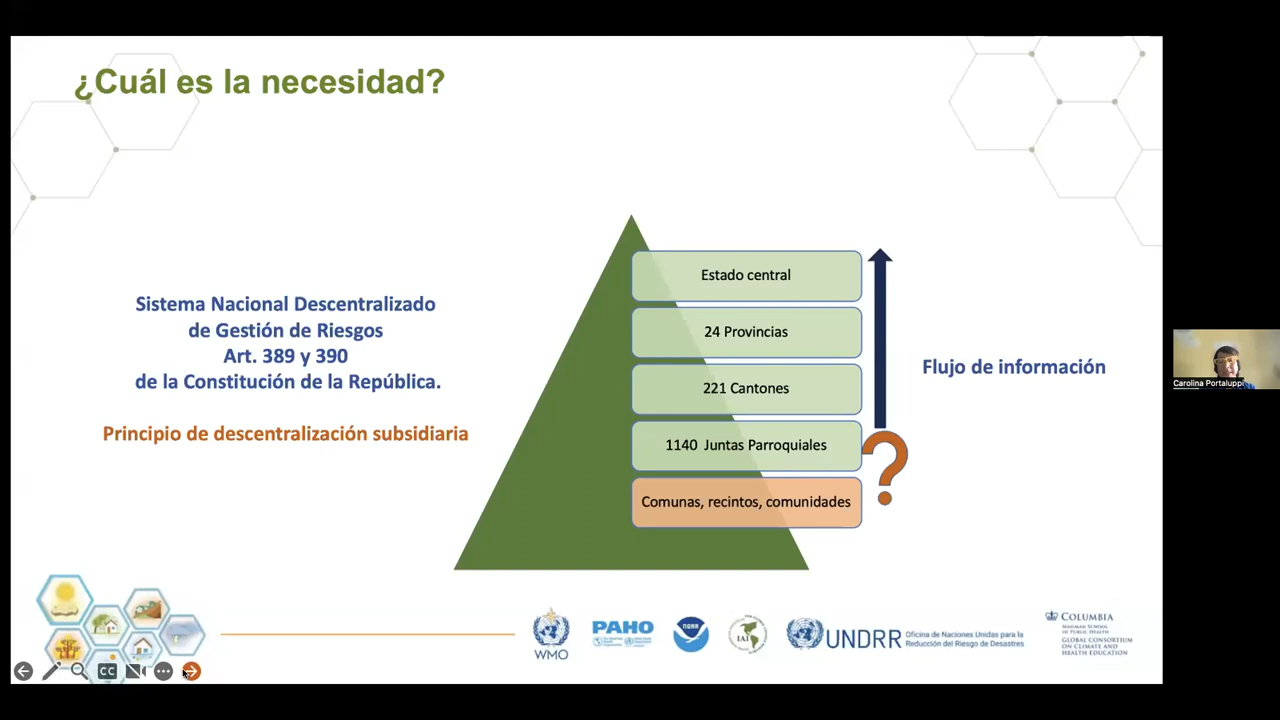 ¿Cuál es la necesidad?
Sistema Nacional Descentralizado
de Gestión de Riesgos
Art. 389 y 390
de la Constitución de la República.
Principio de descentralización subsidiaria
Estado central
24 Provincias
221 Cantones
1140 Juntas Parroquiales
Comunas, recintos, comunidades
?
Flujo de información
Carolina Portaluppi
CC
WMO
PAHO
NOAA
IAI
UNDRR
Oficina de Naciones Unidas para la
Reducción del Riesgo de Desastres
COLUMBIA
MAILMAN SCHOOL
OF PUBLIC HEALTH
GLOBAL CONSORTIUM
ON CLIMATE AND
HEALTH EDUCATION